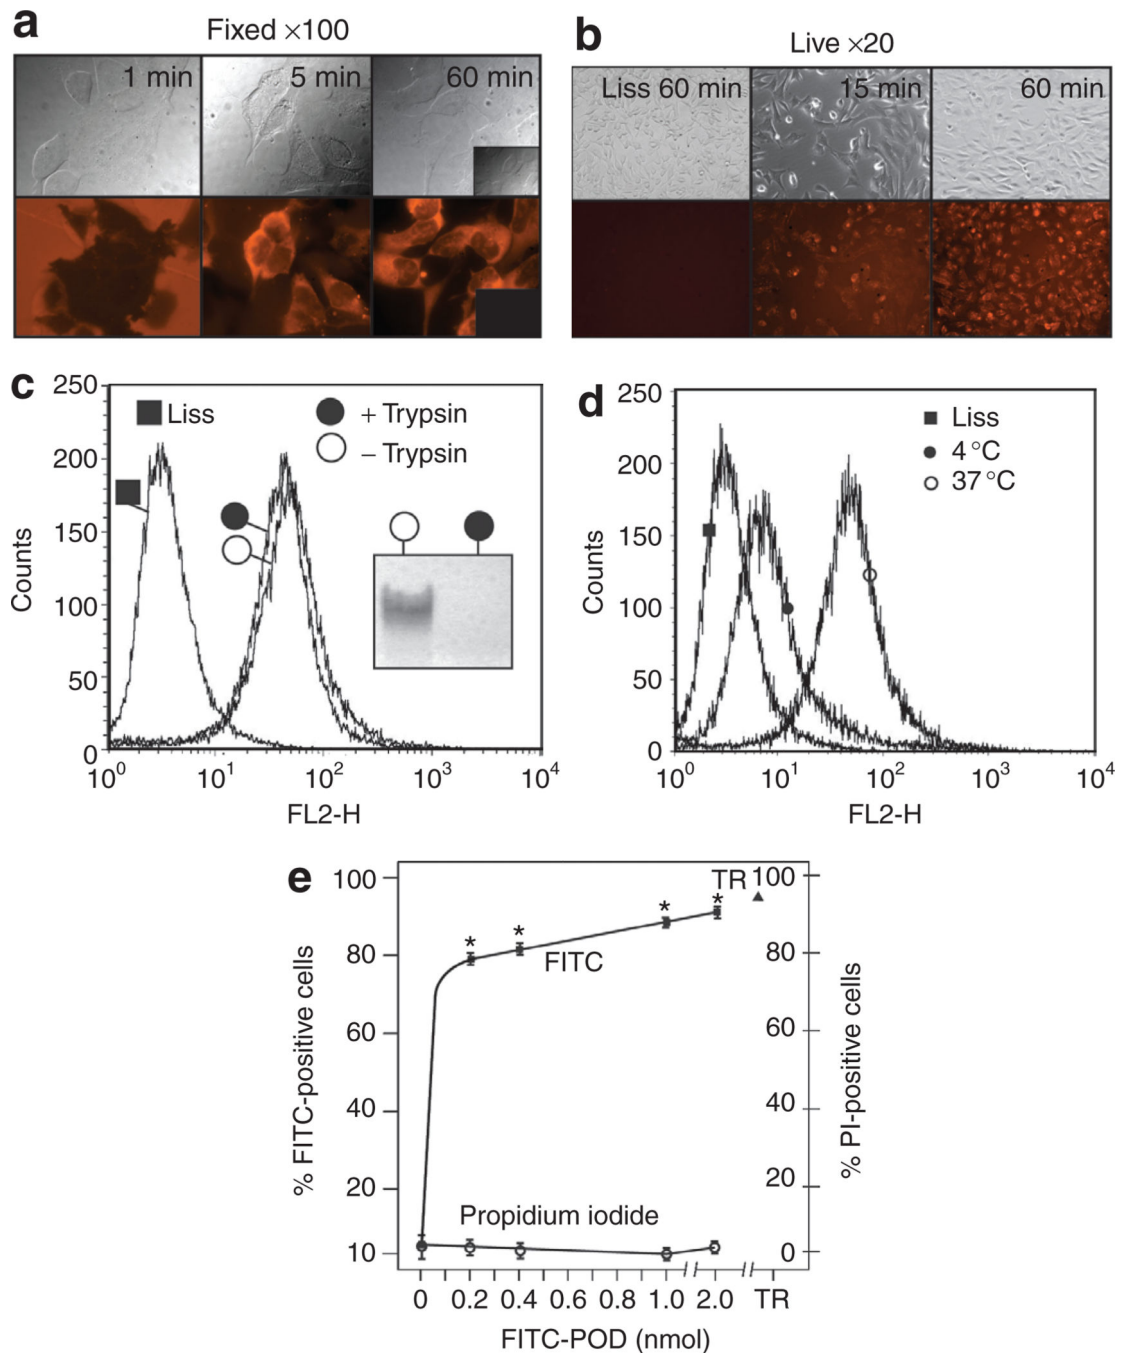 a
Fixed ×100
1 min
5 min
60 min
b
Live ×20
Liss 60 min
15 min
60 min
c
250
200
150
100
50
0
Counts
Liss
+ Trypsin
– Trypsin
10⁰
10¹
10²
10³
10⁴
FL2-H
d
250
200
150
100
50
0
Counts
Liss
4 °C
37 °C
10⁰
10¹
10²
10³
10⁴
FL2-H
e
100
80
60
40
20
10
% FITC-positive cells
TR
* * * *
FITC
Propidium iodide
100
80
60
40
20
0
% PI-positive cells
0 0.2 0.4 0.6 0.8 1.0 2.0 TR
FITC-POD (nmol)